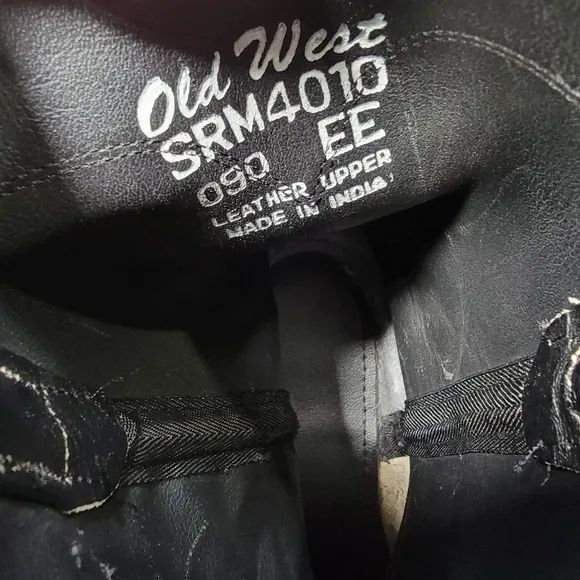 Old West
SRM4010
090 EE
LEATHER UPPER
MADE IN INDIA